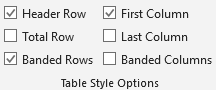 Header Row First Column
Total Row Last Column
Banded Rows Banded Columns
Table Style Options